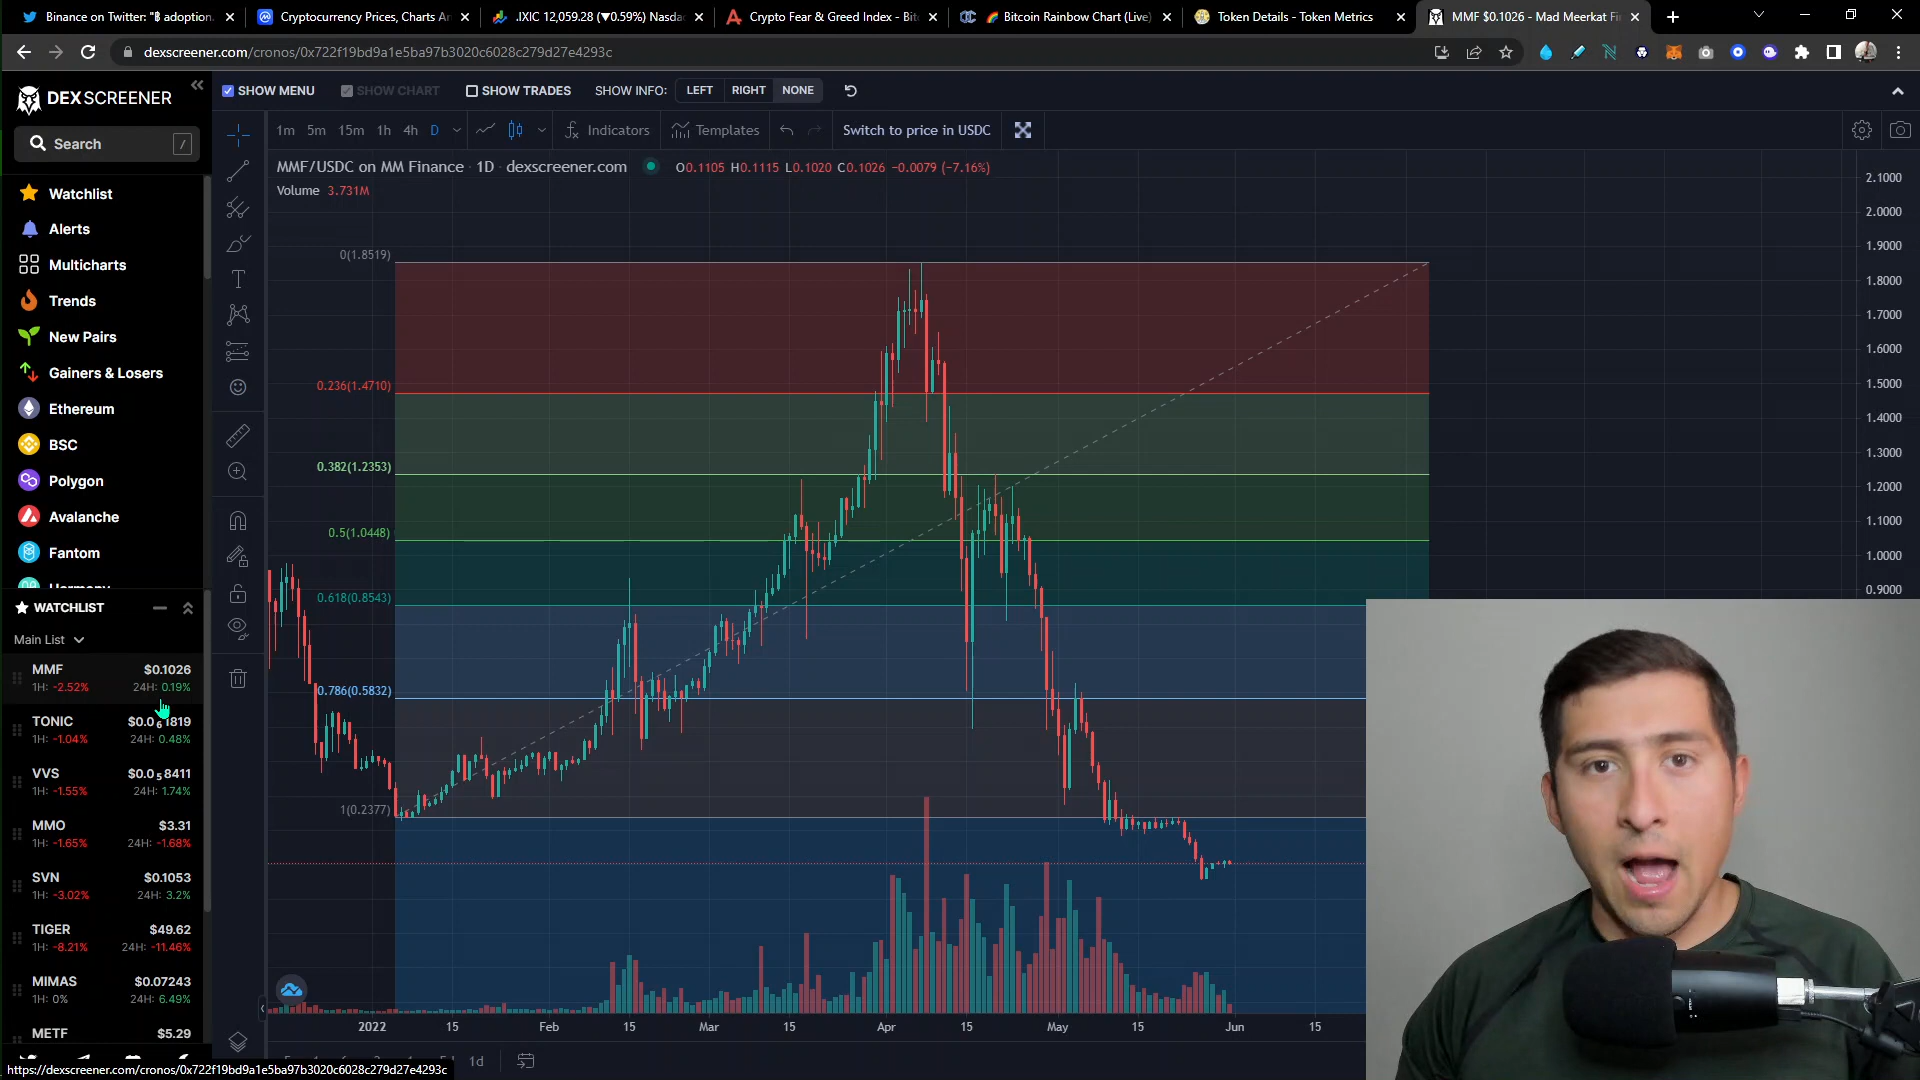 Binance on Twitter: "₿ adoption
Cryptocurrency Prices, Charts An
.IXIC 12,059.28 (▼0.59%) Nasda
Crypto Fear & Greed Index - Bit
Bitcoin Rainbow Chart (Live)
Token Details - Token Metrics
MMF $0.1026 - Mad Meerkat Fi
dexscreener.com/cronos/0x722f19bd9a1e5ba97b3020c6028c279d27e4293c
DEX SCREENER
SHOW MENU
SHOW CHART
SHOW TRADES
SHOW INFO:
LEFT
RIGHT
NONE
Search
/
1m
5m
15m
1h
4h
D
Indicators
Templates
Switch to price in USDC
MMF/USDC on MM Finance · 1D · dexscreener.com
O0.1105 H0.1115 L0.1020 C0.1026 −0.0079 (−7.16%)
Volume 3.731M
Watchlist
Alerts
Multicharts
Trends
New Pairs
Gainers & Losers
Ethereum
BSC
Polygon
Avalanche
Fantom
Harmony
WATCHLIST
Main List
MMF $0.1026
1H: -2.52% 24H: 0.19%
TONIC $0.0₆1819
1H: -1.04% 24H: 0.48%
VVS $0.0₅8411
1H: -1.55% 24H: 1.74%
MMO $3.31
1H: -1.65% 24H: -1.68%
SVN $0.1053
1H: -3.02% 24H: 3.2%
TIGER $49.62
1H: -8.21% 24H: -11.46%
MIMAS $0.07243
1H: 0% 24H: 6.49%
METF $5.29
0(1.8519)
0.236(1.4710)
0.382(1.2353)
0.5(1.0448)
0.618(0.8543)
0.786(0.5832)
1(0.2377)
2.1000
2.0000
1.9000
1.8000
1.7000
1.6000
1.5000
1.4000
1.3000
1.2000
1.1000
1.0000
0.9000
2022
15
Feb
15
Mar
15
Apr
15
May
15
Jun
15
1d
https://dexscreener.com/cronos/0x722f19bd9a1e5ba97b3020c6028c279d27e4293c